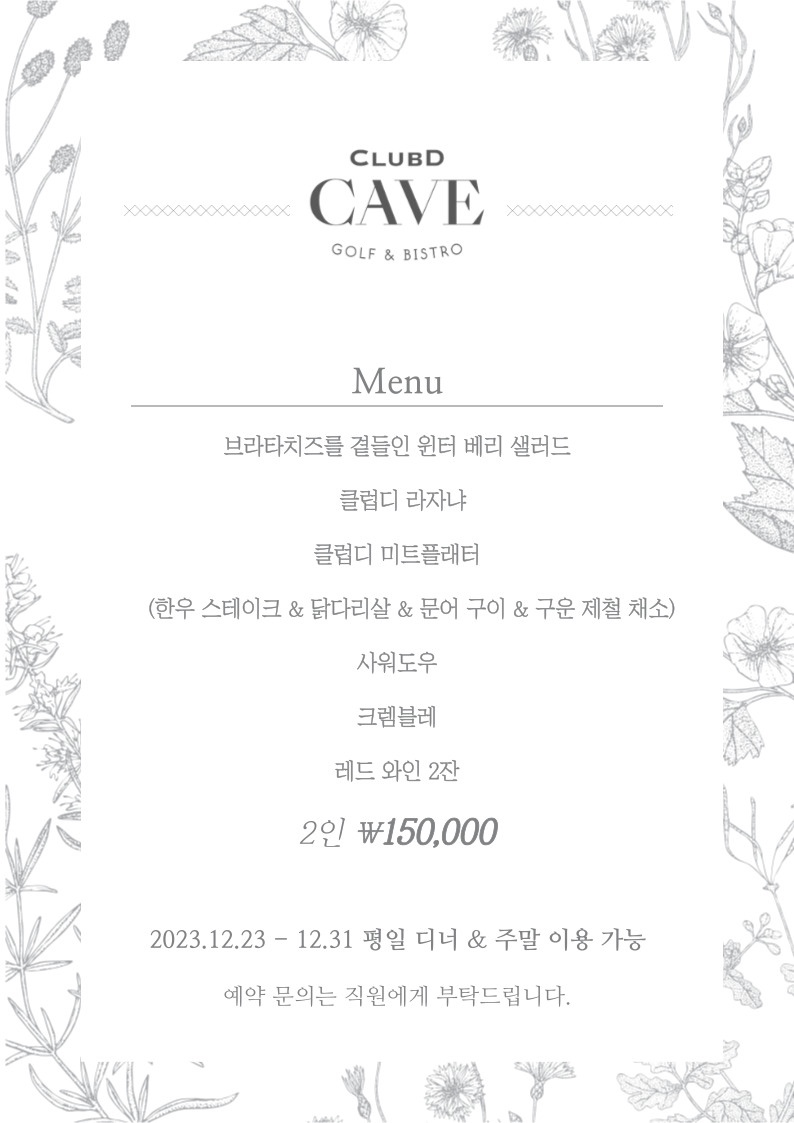 CLUBD
CAVE
GOLF & BISTRO
Menu
브라타치즈를 곁들인 윈터 베리 샐러드
클럽디 라자냐
클럽디 미트플래터
(한우 스테이크 & 닭다리살 & 문어 구이 & 구운 제철 채소)
사워도우
크렘블레
레드 와인 2잔
2인 ₩150,000
2023.12.23 - 12.31 평일 디너 & 주말 이용 가능
예약 문의는 직원에게 부탁드립니다.